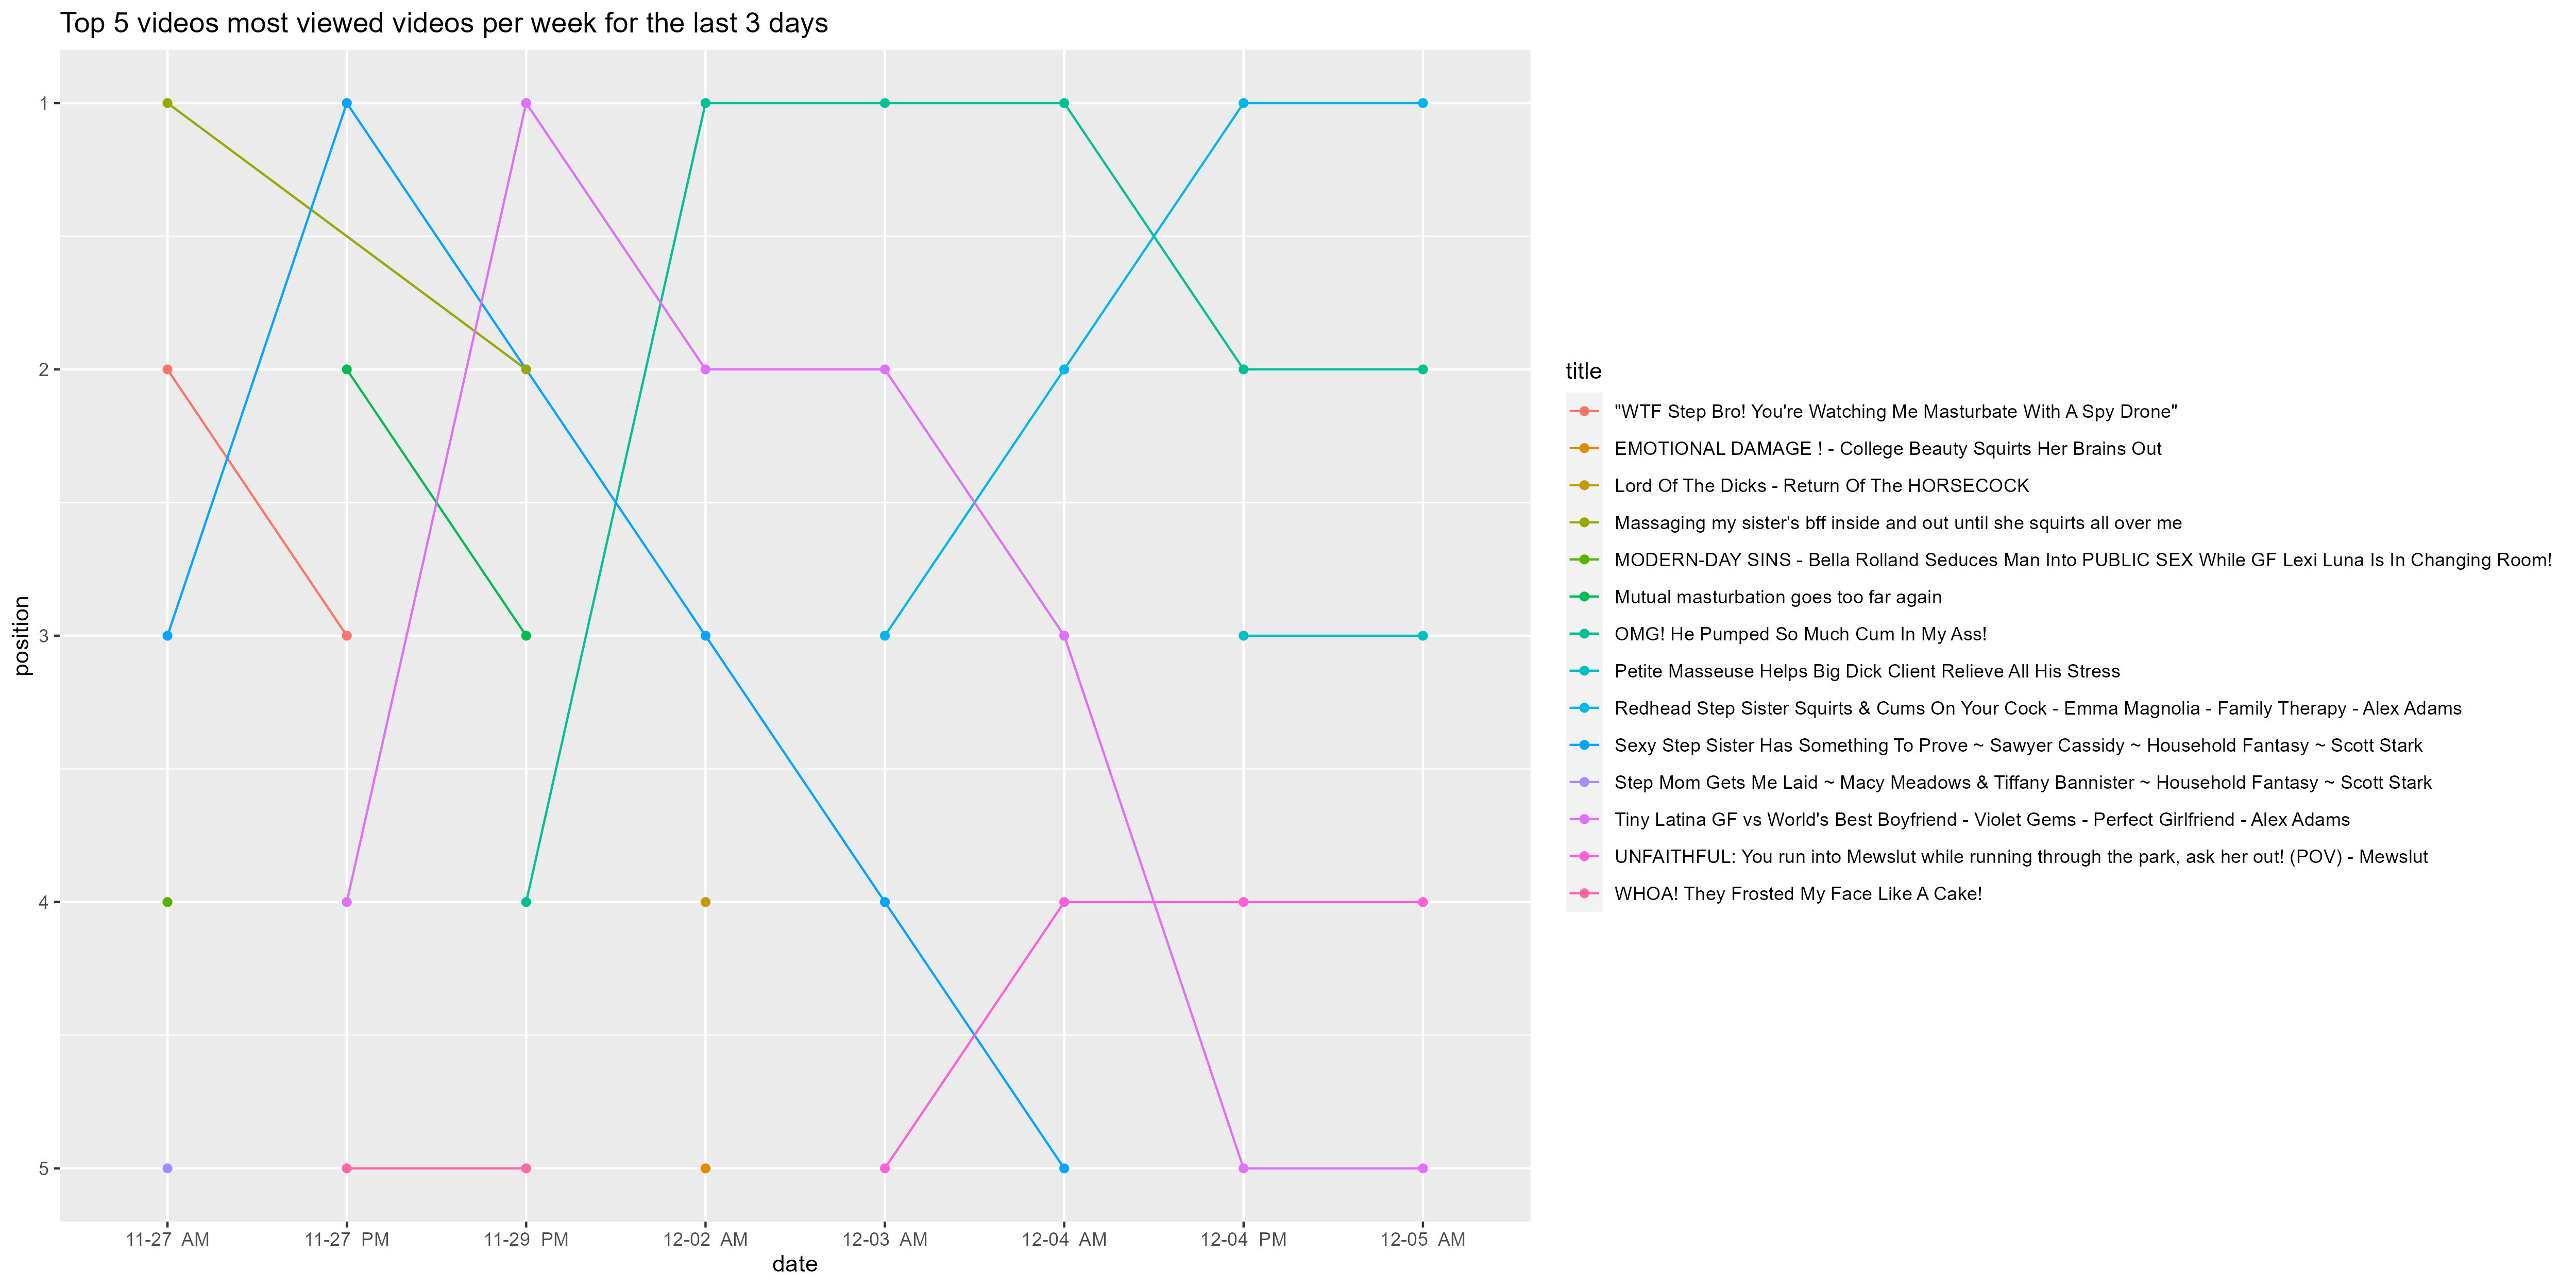 Top 5 videos most viewed videos per week for the last 3 days
position
1
2
3
4
5
11-27 AM
11-27 PM
11-29 PM
12-02 AM
12-03 AM
12-04 AM
12-04 PM
12-05 AM
date
title
"WTF Step Bro! You're Watching Me Masturbate With A Spy Drone"
EMOTIONAL DAMAGE ! - College Beauty Squirts Her Brains Out
Lord Of The Dicks - Return Of The HORSECOCK
Massaging my sister's bff inside and out until she squirts all over me
MODERN-DAY SINS - Bella Rolland Seduces Man Into PUBLIC SEX While GF Lexi Luna Is In Changing Room!
Mutual masturbation goes too far again
OMG! He Pumped So Much Cum In My Ass!
Petite Masseuse Helps Big Dick Client Relieve All His Stress
Redhead Step Sister Squirts & Cums On Your Cock - Emma Magnolia - Family Therapy - Alex Adams
Sexy Step Sister Has Something To Prove ~ Sawyer Cassidy ~ Household Fantasy ~ Scott Stark
Step Mom Gets Me Laid ~ Macy Meadows & Tiffany Bannister ~ Household Fantasy ~ Scott Stark
Tiny Latina GF vs World's Best Boyfriend - Violet Gems - Perfect Girlfriend - Alex Adams
UNFAITHFUL: You run into Mewslut while running through the park, ask her out! (POV) - Mewslut
WHOA! They Frosted My Face Like A Cake!